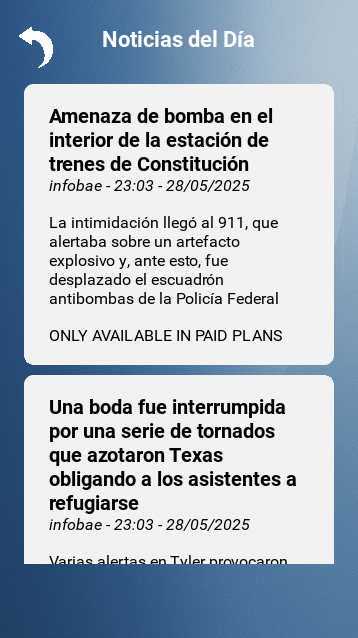 Noticias del Día
Amenaza de bomba en el
interior de la estación de
trenes de Constitución
infobae - 23:03 - 28/05/2025
La intimidación llegó al 911, que
alertaba sobre un artefacto
explosivo y, ante esto, fue
desplazado el escuadrón
antibombas de la Policía Federal
ONLY AVAILABLE IN PAID PLANS
Una boda fue interrumpida
por una serie de tornados
que azotaron Texas
obligando a los asistentes a
refugiarse
infobae - 23:03 - 28/05/2025
Varias alertas en Tyler provocaron